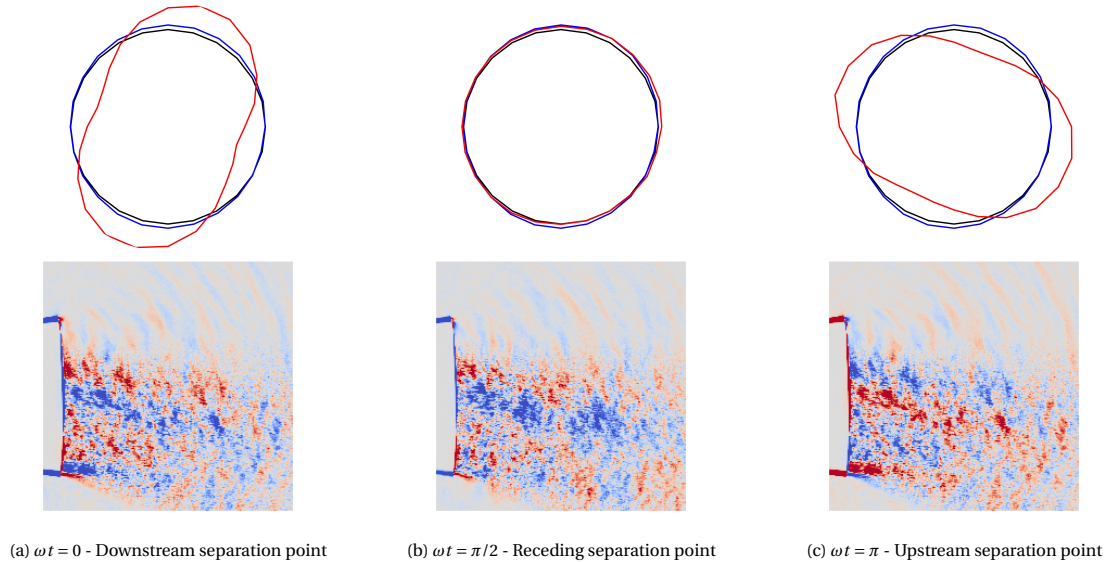 (a) ωt = 0 - Downstream separation point
(b) ωt = π/2 - Receding separation point
(c) ωt = π - Upstream separation point